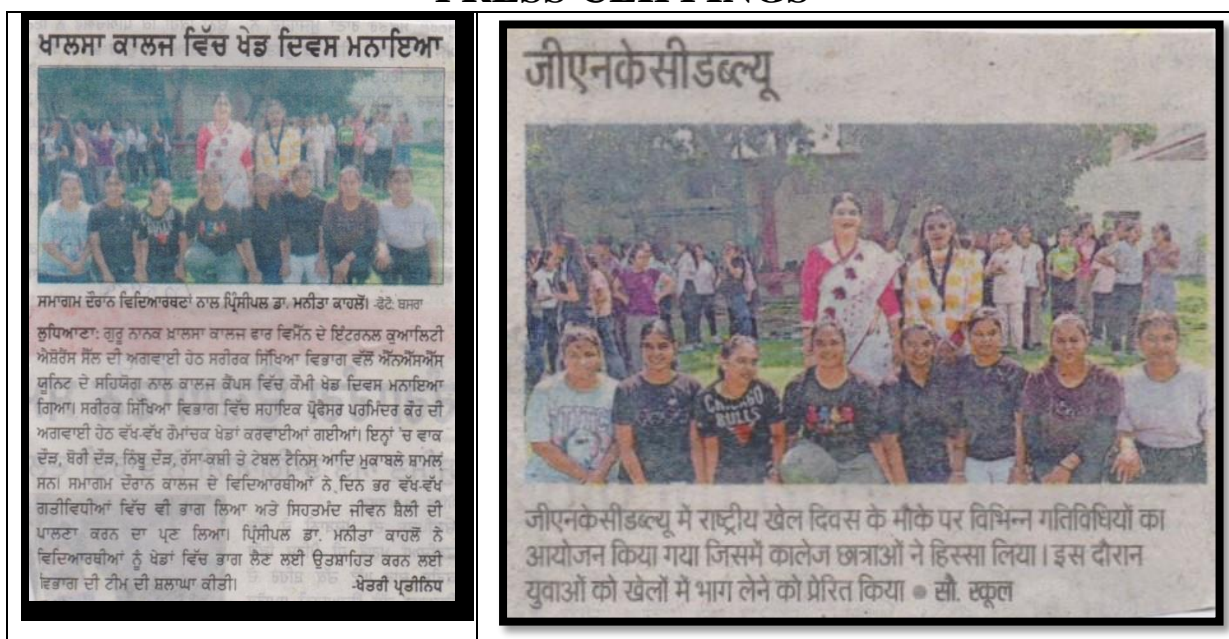 PRESS CLIPPINGS
ਖਾਲਸਾ ਕਾਲਜ ਵਿੱਚ ਖੇਡ ਦਿਵਸ ਮਨਾਇਆ
ਸਮਾਗਮ ਦੌਰਾਨ ਵਿਦਿਆਰਥਣਾਂ ਨਾਲ ਪ੍ਰਿੰਸੀਪਲ ਡਾ. ਮਨੀਤਾ ਕਾਹਲੋਂ। -ਫੋਟੋ: ਬਸਰਾ
ਲੁਧਿਆਣਾ: ਗੁਰੂ ਨਾਨਕ ਖ਼ਾਲਸਾ ਕਾਲਜ ਫਾਰ ਵਿਮੈੱਨ ਦੇ ਇੰਟਰਨਲ ਕੁਆਲਿਟੀ
ਐਸ਼ੋਰੈਂਸ ਸੈੱਲ ਦੀ ਅਗਵਾਈ ਹੇਠ ਸਰੀਰਕ ਸਿੱਖਿਆ ਵਿਭਾਗ ਵੱਲੋਂ ਐੱਨਐੱਸਐੱਸ
ਯੂਨਿਟ ਦੇ ਸਹਿਯੋਗ ਨਾਲ ਕਾਲਜ ਕੈਂਪਸ ਵਿੱਚ ਕੌਮੀ ਖੇਡ ਦਿਵਸ ਮਨਾਇਆ
ਗਿਆ। ਸਰੀਰਕ ਸਿੱਖਿਆ ਵਿਭਾਗ ਵਿੱਚ ਸਹਾਇਕ ਪ੍ਰੋਫੈਸਰ ਪਰਮਿੰਦਰ ਕੌਰ ਦੀ
ਅਗਵਾਈ ਹੇਠ ਵੱਖ-ਵੱਖ ਰੋਮਾਂਚਕ ਖੇਡਾਂ ਕਰਵਾਈਆਂ ਗਈਆਂ। ਇਨ੍ਹਾਂ 'ਚ ਵਾਕ
ਦੌੜ, ਬੋਰੀ ਦੌੜ, ਨਿੰਬੂ ਦੌੜ, ਰੱਸਾ-ਕਸ਼ੀ ਤੇ ਟੇਬਲ ਟੈਨਿਸ ਆਦਿ ਮੁਕਾਬਲੇ ਸ਼ਾਮਲ
ਸਨ। ਸਮਾਗਮ ਦੌਰਾਨ ਕਾਲਜ ਦੇ ਵਿਦਿਆਰਥੀਆਂ ਨੇ ਦਿਨ ਭਰ ਵੱਖ-ਵੱਖ
ਗਤੀਵਿਧੀਆਂ ਵਿੱਚ ਵੀ ਭਾਗ ਲਿਆ ਅਤੇ ਸਿਹਤਮੰਦ ਜੀਵਨ ਸ਼ੈਲੀ ਦੀ
ਪਾਲਣਾ ਕਰਨ ਦਾ ਪ੍ਰਣ ਲਿਆ। ਪ੍ਰਿੰਸੀਪਲ ਡਾ. ਮਨੀਤਾ ਕਾਹਲੋਂ ਨੇ
ਵਿਦਿਆਰਥੀਆਂ ਨੂੰ ਖੇਡਾਂ ਵਿੱਚ ਭਾਗ ਲੈਣ ਲਈ ਉਤਸ਼ਾਹਿਤ ਕਰਨ ਲਈ
ਵਿਭਾਗ ਦੀ ਟੀਮ ਦੀ ਸ਼ਲਾਘਾ ਕੀਤੀ। -ਖੇਤਰੀ ਪ੍ਰਤੀਨਿਧ
जीएनकेसीडब्ल्यू
CHICAGO
BULLS
जीएनकेसीडब्ल्यू में राष्ट्रीय खेल दिवस के मौके पर विभिन्न गतिविधियों का
आयोजन किया गया जिसमें कालेज छात्राओं ने हिस्सा लिया। इस दौरान
युवाओं को खेलों में भाग लेने को प्रेरित किया ● सौ. स्कूल